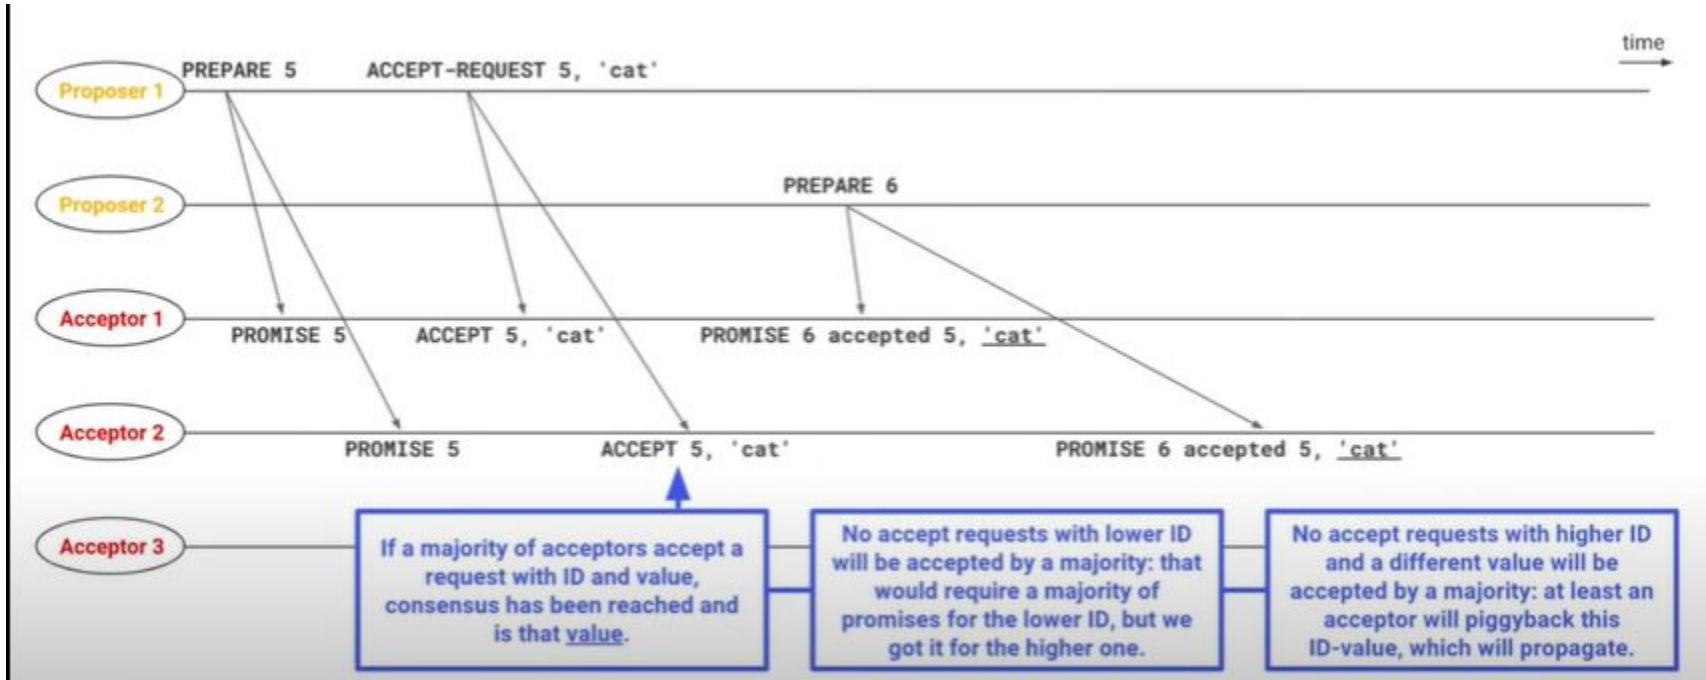 time
PREPARE 5
ACCEPT-REQUEST 5, 'cat'
Proposer 1
PREPARE 6
Proposer 2
Acceptor 1
PROMISE 5
ACCEPT 5, 'cat'
PROMISE 6 accepted 5, 'cat'
Acceptor 2
PROMISE 5
ACCEPT 5, 'cat'
PROMISE 6 accepted 5, 'cat'
Acceptor 3
If a majority of acceptors accept a
request with ID and value,
consensus has been reached and
is that value.
No accept requests with lower ID
will be accepted by a majority: that
would require a majority of
promises for the lower ID, but we
got it for the higher one.
No accept requests with higher ID
and a different value will be
accepted by a majority: at least an
acceptor will piggyback this
ID-value, which will propagate.